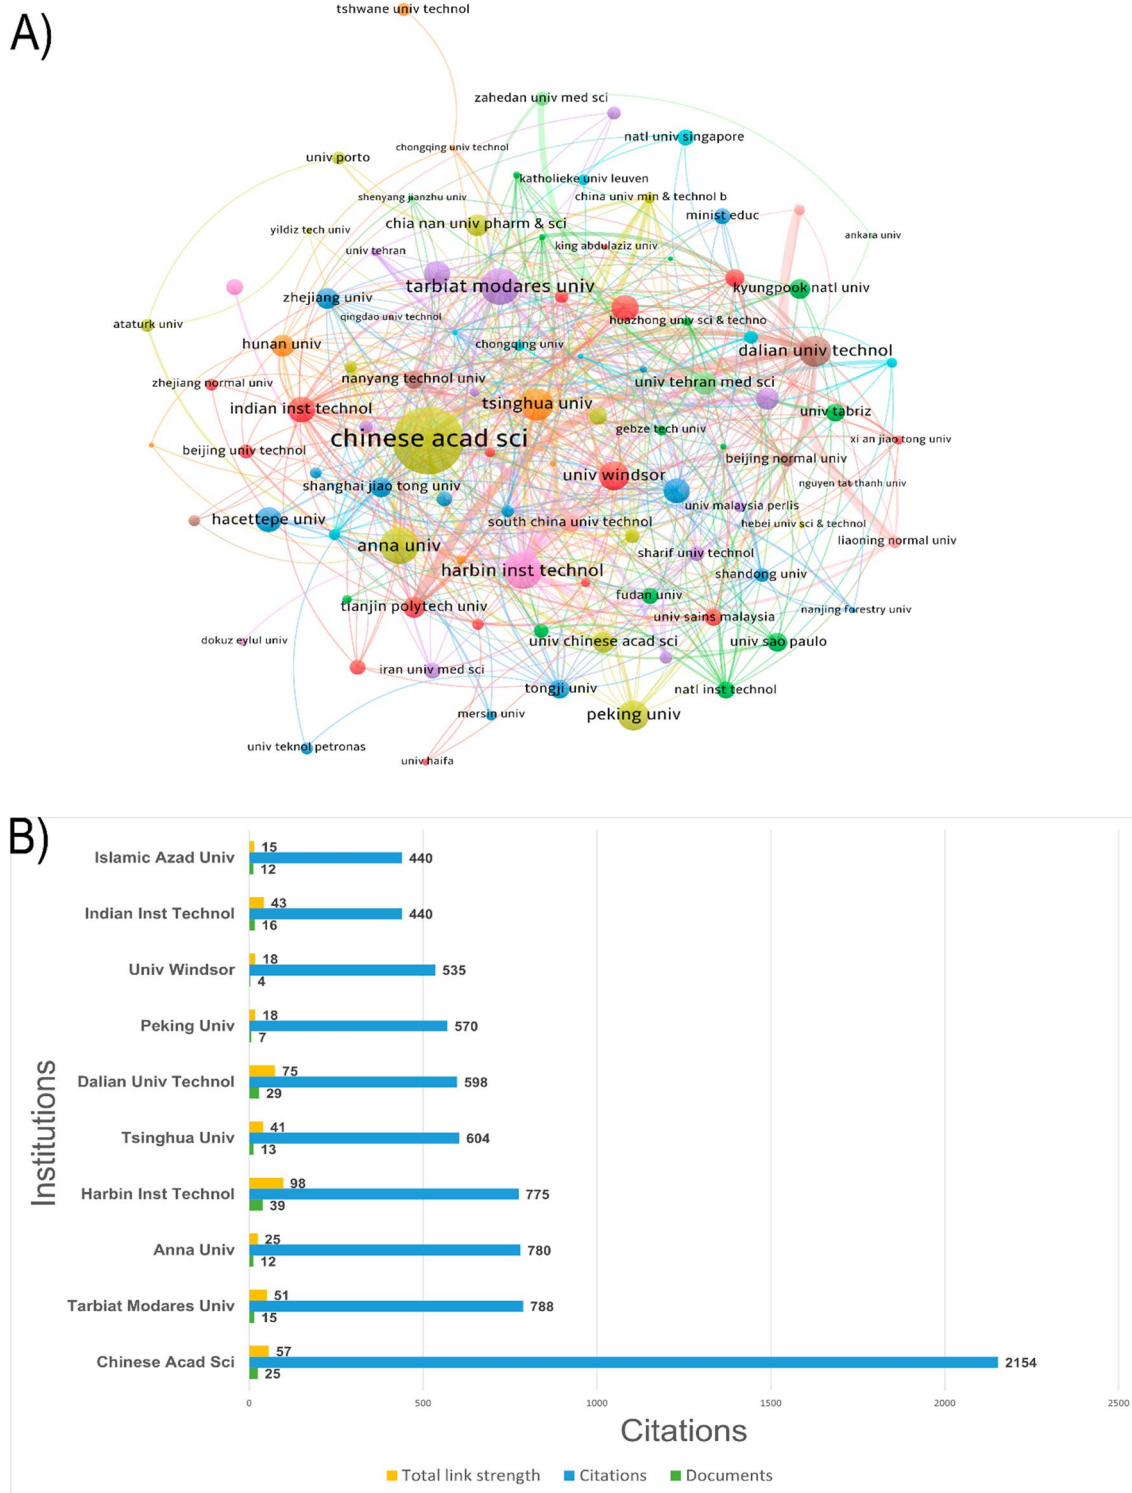 A)
tshwane univ technol
zahedan univ med sci
natl univ singapore
chongqing univ technol
univ porto
katholieke univ leuven
shenyang jianzhu univ
china univ min & technol b
minist educ
chia nan univ pharm & sci
yildiz tech univ
ankara univ
king abdulaziz univ
univ tehran
tarbiat modares univ
kyungpook natl univ
zhejiang univ
qingdao univ technol
huazhong univ sci & techno
ataturk univ
hunan univ
chongqing univ
dalian univ technol
nanyang technol univ
univ tehran med sci
zhejiang normal univ
indian inst technol
tsinghua univ
univ tabriz
gebze tech univ
chinese acad sci
xi an jiao tong univ
beijing univ technol
beijing normal univ
univ windsor
shanghai jiao tong univ
nguyen tat thanh univ
univ malaysia perlis
hacettepe univ
south china univ technol
hebei univ sci & technol
anna univ
liaoning normal univ
sharif univ technol
harbin inst technol
shandong univ
fudan univ
tianjin polytech univ
nanjing forestry univ
univ sains malaysia
dokuz eylul univ
univ chinese acad sci
univ sao paulo
iran univ med sci
tongji univ
natl inst technol
mersin univ
peking univ
univ teknol petronas
univ haifa
B)
Institutions
Islamic Azad Univ 15 440 12
Indian Inst Technol 43 440 16
Univ Windsor 18 535 4
Peking Univ 18 570 7
Dalian Univ Technol 75 598 29
Tsinghua Univ 41 604 13
Harbin Inst Technol 98 775 39
Anna Univ 25 780 12
Tarbiat Modares Univ 51 788 15
Chinese Acad Sci 57 2154 25
0 500 1000 1500 2000 2500
Citations
Total link strength Citations Documents